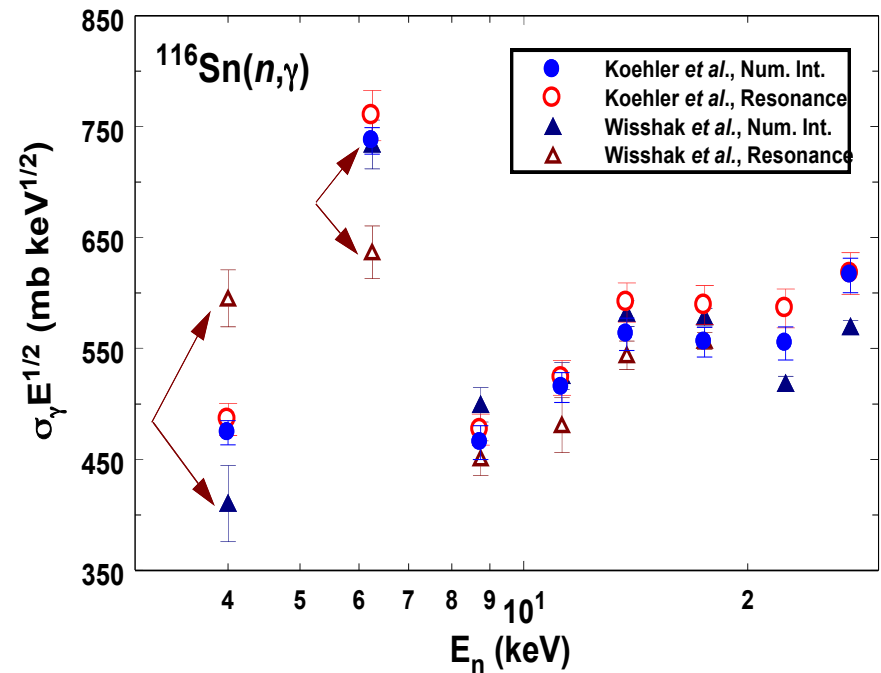 850
750
650
550
450
350
σγE1/2 (mb keV1/2)
116Sn(n,γ)
Koehler et al., Num. Int.
Koehler et al., Resonance
Wisshak et al., Num. Int.
Wisshak et al., Resonance
4 5 6 7 8 9 101 2
En (keV)